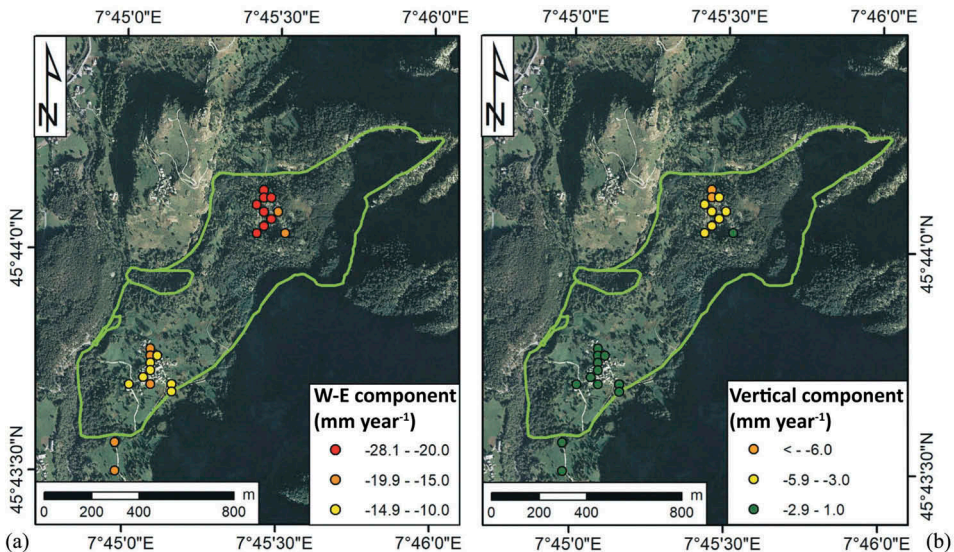 7°45'0"E 7°45'30"E 7°46'0"E 7°45'0"E 7°45'30"E 7°46'0"E
N N
45°44'0"N 45°44'0"N
45°43'30"N 45°43'30"N
W-E component
(mm year-1)
-28.1 - -20.0
-19.9 - -15.0
-14.9 - -10.0
m
0 200 400 800
Vertical component
(mm year-1)
< - -6.0
-5.9 - -3.0
-2.9 - 1.0
m
0 200 400 800
(a) (b)
7°45'0"E 7°45'30"E 7°46'0"E 7°45'0"E 7°45'30"E 7°46'0"E